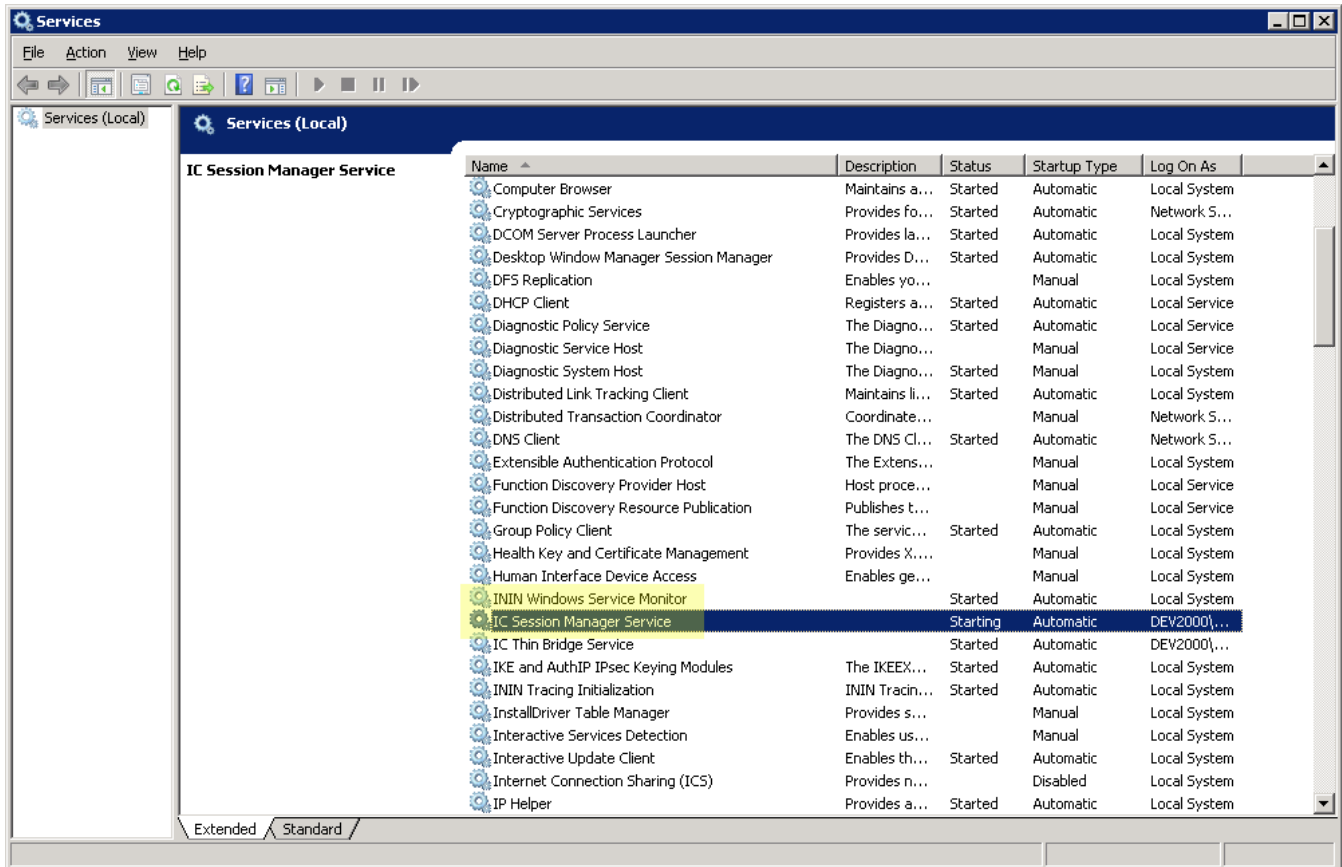 Services
File Action View Help
Services (Local)
Services (Local)
IC Session Manager Service
Name Description Status Startup Type Log On As
Computer Browser Maintains a... Started Automatic Local System
Cryptographic Services Provides fo... Started Automatic Network S...
DCOM Server Process Launcher Provides la... Started Automatic Local System
Desktop Window Manager Session Manager Provides D... Started Automatic Local System
DFS Replication Enables yo... Manual Local System
DHCP Client Registers a... Started Automatic Local Service
Diagnostic Policy Service The Diagno... Started Automatic Local Service
Diagnostic Service Host The Diagno... Manual Local Service
Diagnostic System Host The Diagno... Started Manual Local System
Distributed Link Tracking Client Maintains li... Started Automatic Local System
Distributed Transaction Coordinator Coordinate... Manual Network S...
DNS Client The DNS Cl... Started Automatic Network S...
Extensible Authentication Protocol The Extens... Manual Local System
Function Discovery Provider Host Host proce... Manual Local Service
Function Discovery Resource Publication Publishes t... Manual Local Service
Group Policy Client The servic... Started Automatic Local System
Health Key and Certificate Management Provides X.... Manual Local System
Human Interface Device Access Enables ge... Manual Local System
ININ Windows Service Monitor Started Automatic Local System
IC Session Manager Service Starting Automatic DEV2000\...
IC Thin Bridge Service Started Automatic DEV2000\...
IKE and AuthIP IPsec Keying Modules The IKEEX... Started Automatic Local System
ININ Tracing Initialization ININ Tracin... Started Automatic Local System
InstallDriver Table Manager Provides s... Manual Local System
Interactive Services Detection Enables us... Manual Local System
Interactive Update Client Enables th... Started Automatic Local System
Internet Connection Sharing (ICS) Provides n... Disabled Local System
IP Helper Provides a... Started Automatic Local System
Extended Standard